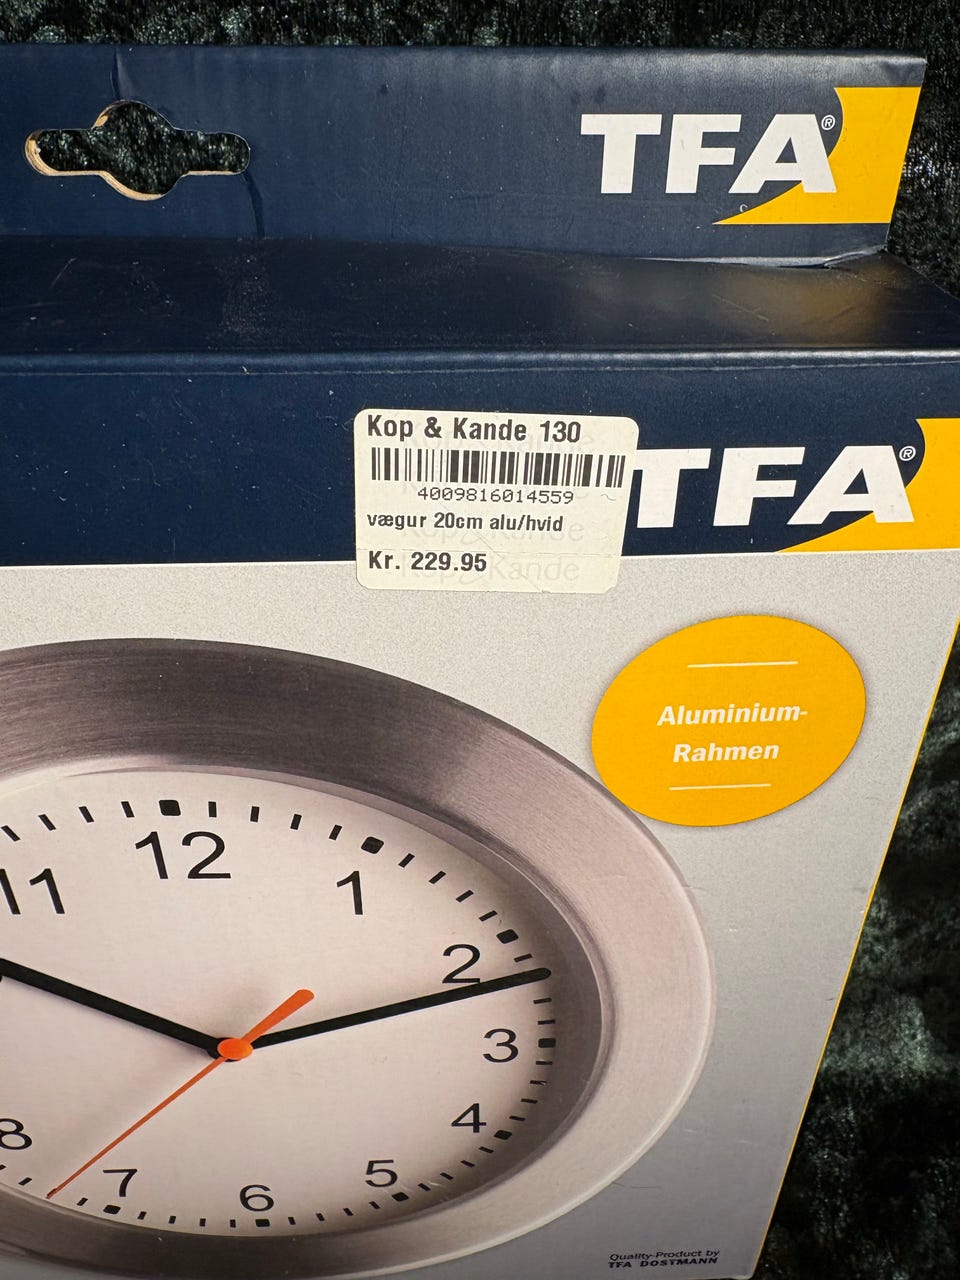 TFA®
Kop & Kande 130
4009816014559
vægur 20cm alu/hvid
Kr. 229.95
TFA®
Aluminium-
Rahmen
12
11
1
2
3
4
5
6
7
8
Quality-Product by
TFA DOSTMANN